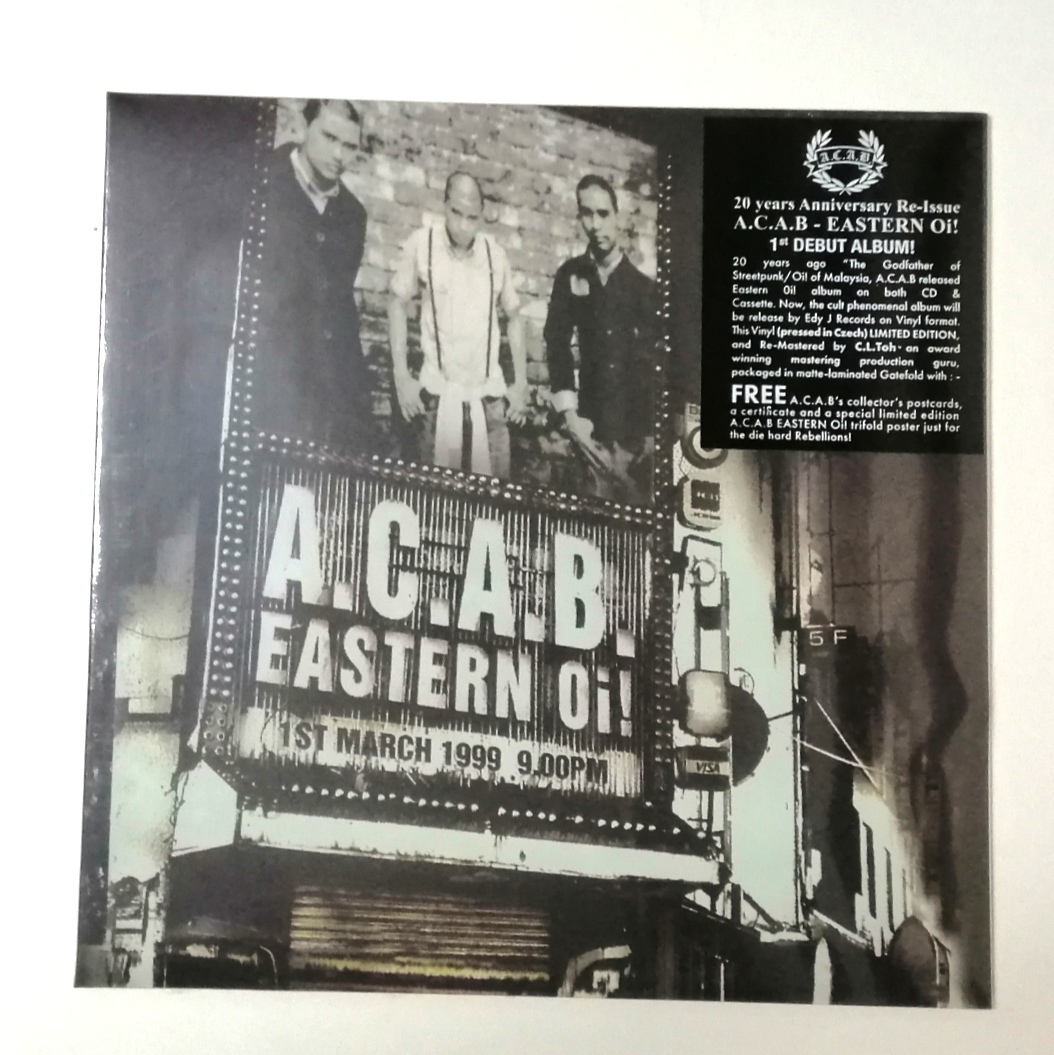 A.C.A.B.
20 years Anniversary Re-Issue
A.C.A.B - EASTERN Oi!
1st DEBUT ALBUM!
20 years ago "The Godfather of
Streetpunk/Oi! of Malaysia, A.C.A.B released
Eastern Oi! album on both CD &
Cassette. Now, the cult phenomenal album will
be release by Edy J Records on Vinyl format.
This Vinyl (pressed in Czech) LIMITED EDITION,
and Re-Mastered by C.L.Toh - an award
winning mastering production guru,
packaged in matte-laminated Gatefold with : -
FREE A.C.A.B's collector's postcards,
a certificate and a special limited edition
A.C.A.B EASTERN Oi! trifold poster just for
the die hard Rebellions!
A.C.A.B.
EASTERN Oi!
1ST MARCH 1999 9.00PM
5 F
VISA